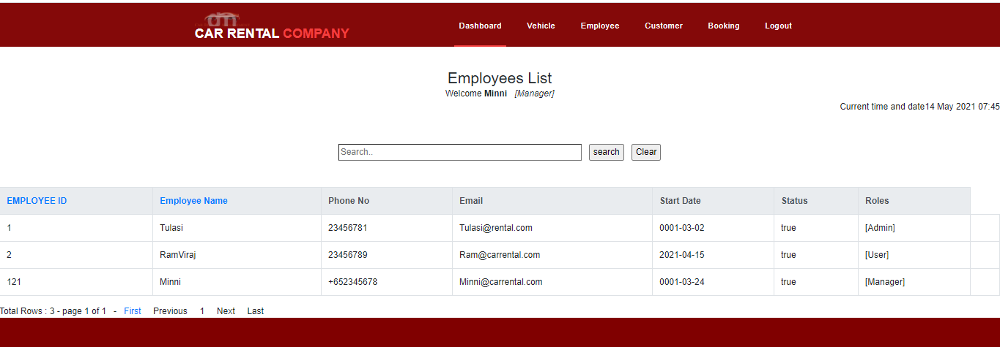 CAR RENTAL COMPANY
Dashboard Vehicle Employee Customer Booking Logout
Employees List
Welcome Minni [Manager]
Current time and date14 May 2021 07:45
Search.. search Clear
EMPLOYEE ID Employee Name Phone No Email Start Date Status Roles
1 Tulasi 23456781 Tulasi@rental.com 0001-03-02 true [Admin]
2 RamViraj 23456789 Ram@carrental.com 2021-04-15 true [User]
121 Minni +652345678 Minni@carrental.com 0001-03-24 true [Manager]
Total Rows : 3 - page 1 of 1 - First Previous 1 Next Last